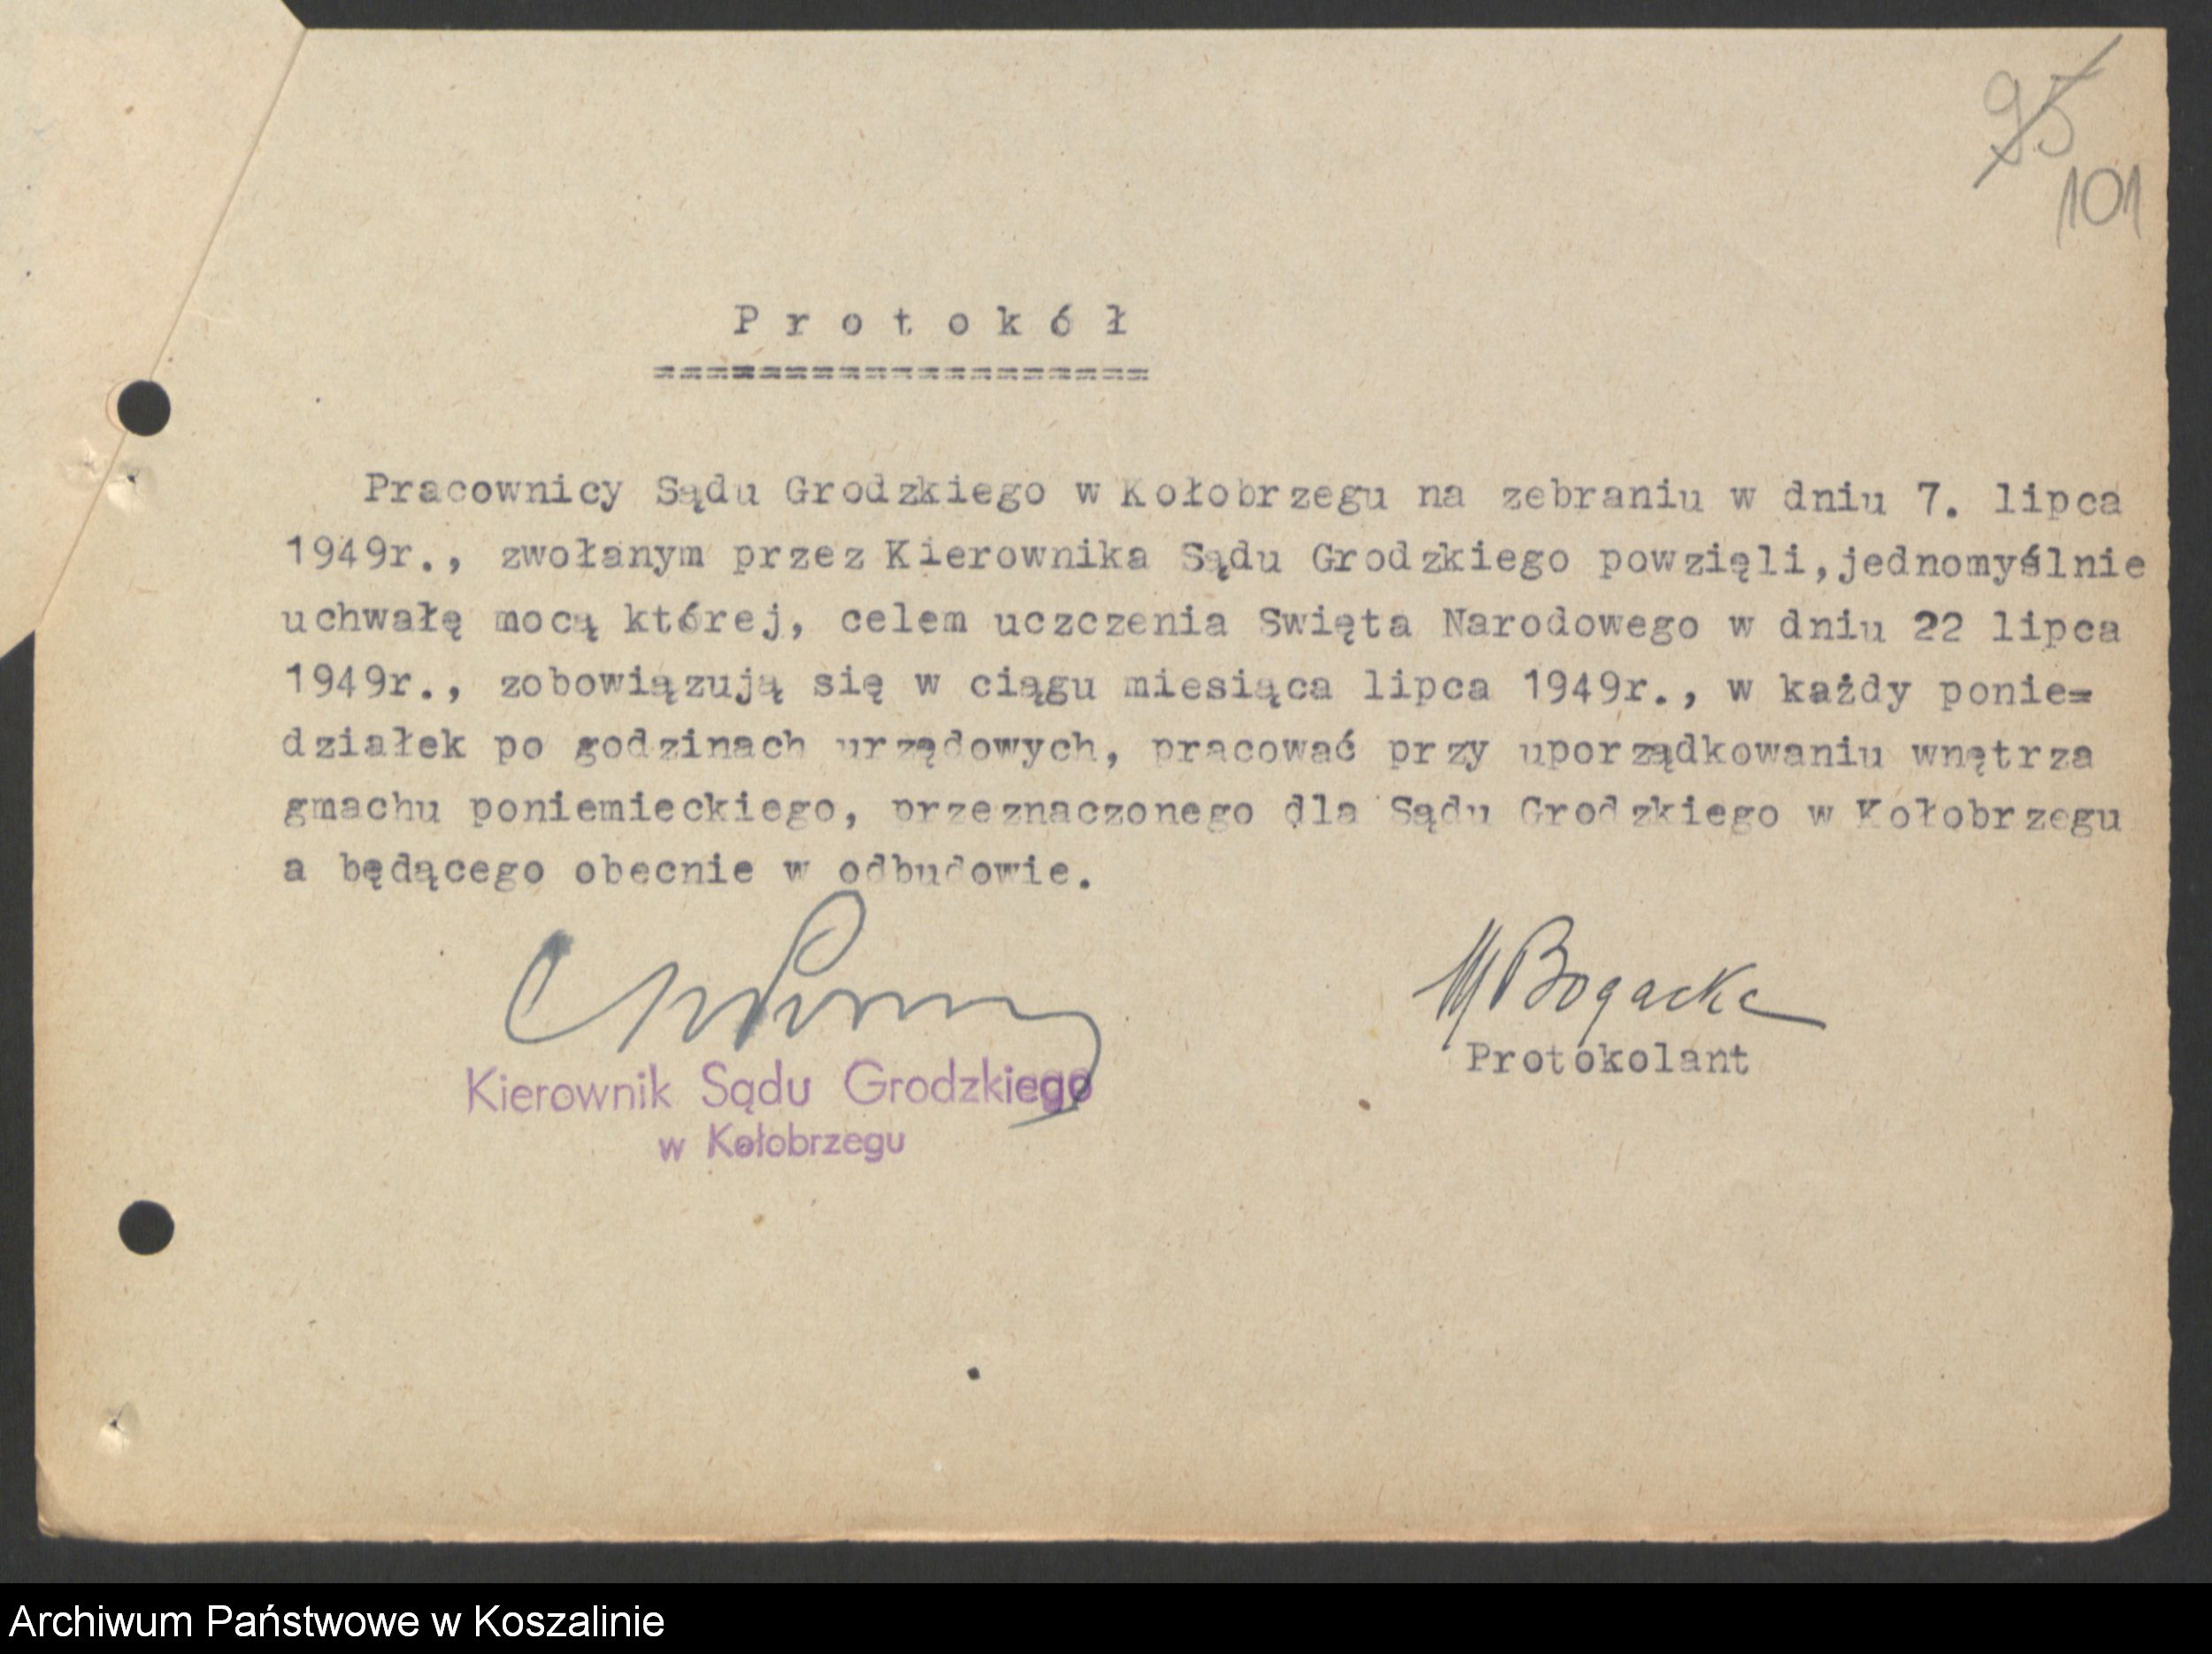 95
101
P r o t o k ó ł
===================
Pracownicy Sądu Grodzkiego w Kołobrzegu na zebraniu w dniu 7. lipca
1949r., zwołanym przez Kierownika Sądu Grodzkiego powzięli, jednomyślnie
uchwałę mocą której, celem uczczenia Swięta Narodowego w dniu 22 lipca
1949r., zobowiązują się w ciągu miesiąca lipca 1949r., w każdy ponie=
działek po godzinach urzędowych, pracować przy uporządkowaniu wnętrza
gmachu poniemieckiego, przeznaczonego dla Sądu Grodzkiego w Kołobrzegu
a będącego obecnie w odbudowie.
M Bogacka
Protokolant
Kierownik Sądu Grodzkiego
w Kołobrzegu
Archiwum Państwowe w Koszalinie